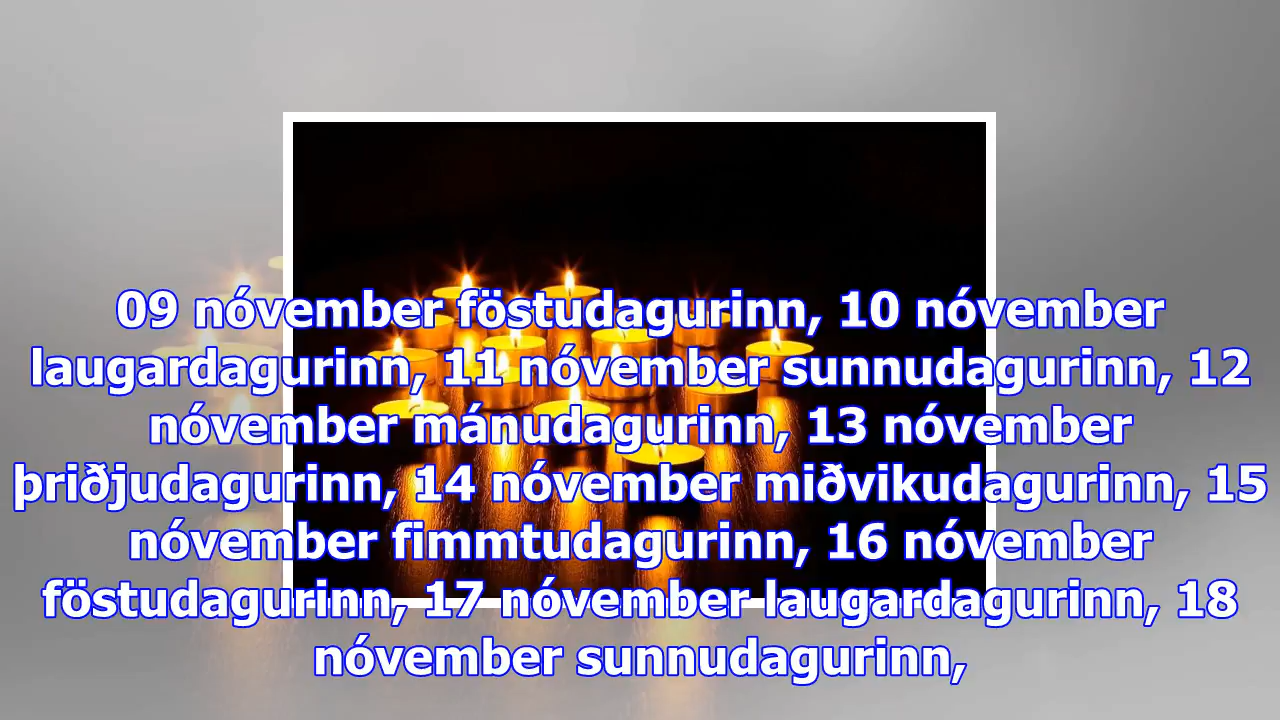 09 nóvember föstudagurinn, 10 nóvember
laugardagurinn, 11 nóvember sunnudagurinn, 12
nóvember mánudagurinn, 13 nóvember
þriðjudagurinn, 14 nóvember miðvikudagurinn, 15
nóvember fimmtudagurinn, 16 nóvember
föstudagurinn, 17 nóvember laugardagurinn, 18
nóvember sunnudagurinn,